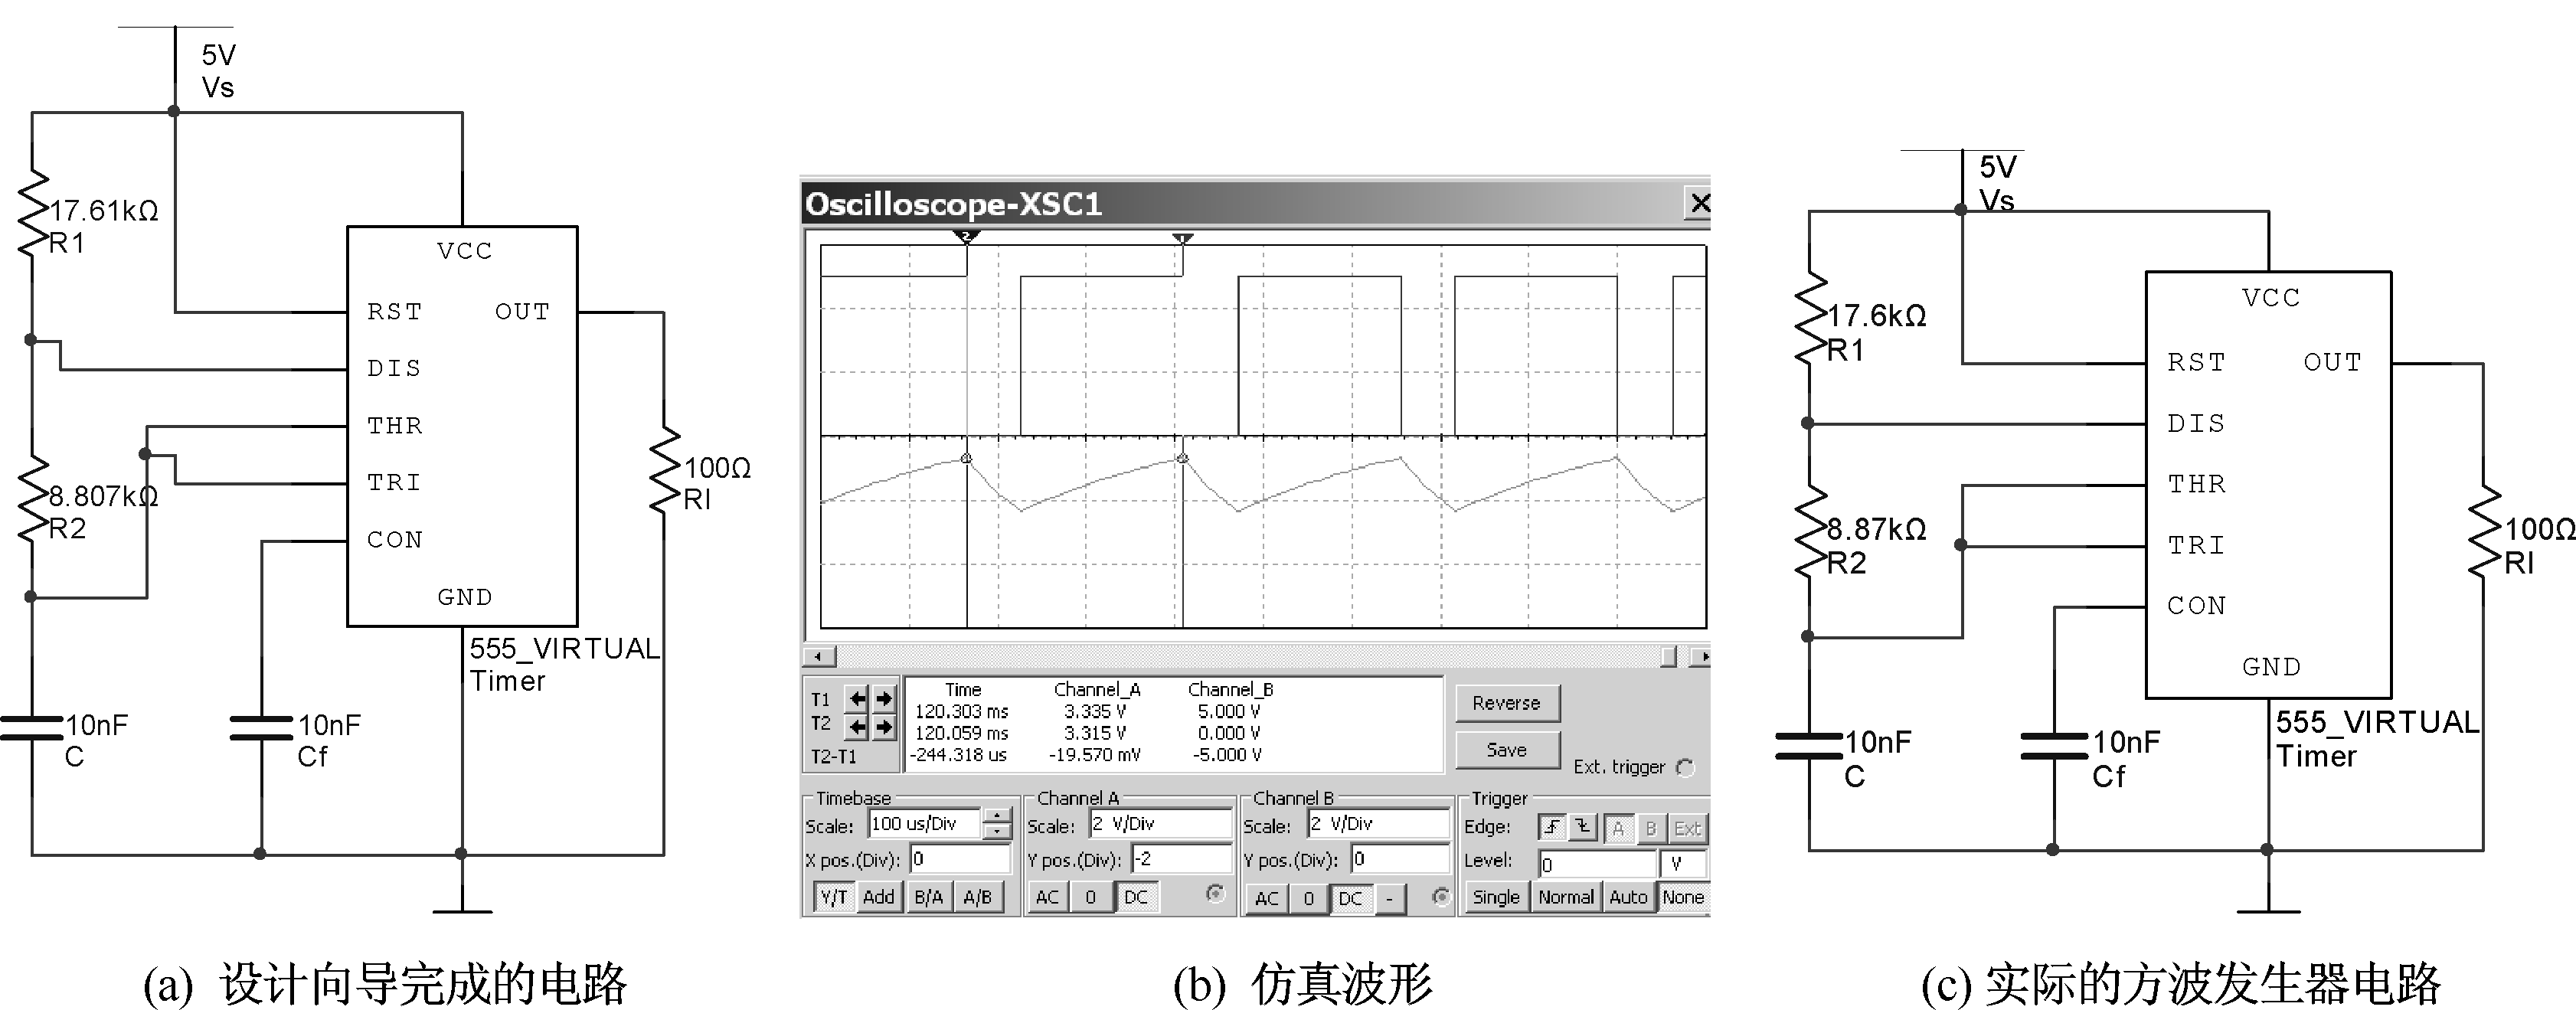 5V
Vs
17.61kΩ
R1
VCC
RST
OUT
DIS
THR
TRI
CON
GND
8.807kΩ
R2
100Ω
Rl
555_VIRTUAL
Timer
10nF
C
10nF
Cf
(a) 设计向导完成的电路
Oscilloscope-XSC1
2
1
T1
T2
T2-T1
Time Channel_A Channel_B
120.303 ms 3.335 V 5.000 V
120.059 ms 3.315 V 0.000 V
-244.318 us -19.570 mV -5.000 V
Reverse
Save
Ext. trigger
Timebase
Scale: 100 us/Div
X pos.(Div): 0
Y/T Add B/A A/B
Channel A
Scale: 2 V/Div
Y pos.(Div): -2
AC 0 DC
Channel B
Scale: 2 V/Div
Y pos.(Div): 0
AC 0 DC -
Trigger
Edge: A B Ext
Level: 0 V
Single Normal Auto None
(b) 仿真波形
5V
Vs
17.6kΩ
R1
VCC
RST
OUT
DIS
THR
TRI
CON
GND
8.87kΩ
R2
100Ω
Rl
555_VIRTUAL
Timer
10nF
C
10nF
Cf
(c) 实际的方波发生器电路